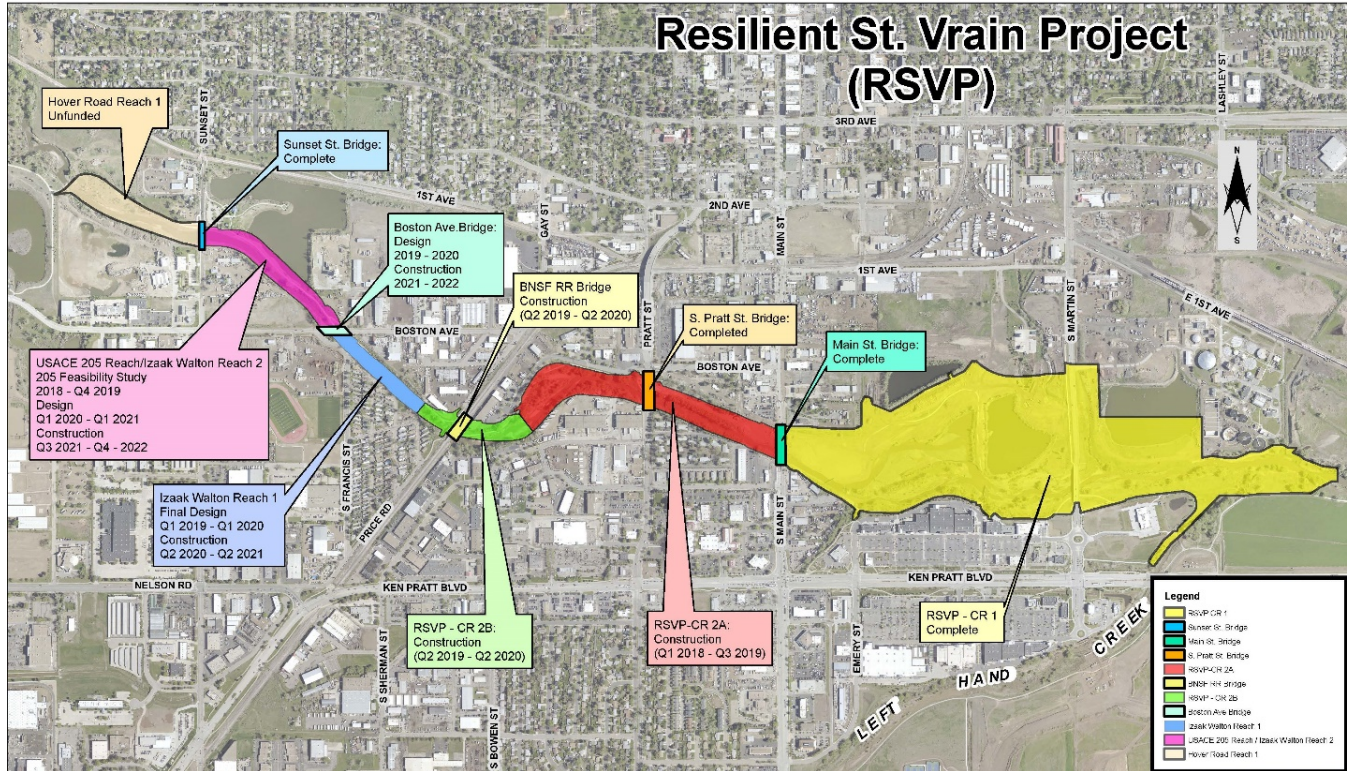 Resilient St. Vrain Project
(RSVP)
Hover Road Reach 1
Unfunded
SUNSET ST
Sunset St. Bridge:
Complete
LASHLEY ST
3RD AVE
N
S
1ST AVE
2ND AVE
GAY ST
MAIN ST
Boston Ave.Bridge:
Design
2019 - 2020
Construction
2021 - 2022
BNSF RR Bridge
Construction
(Q2 2019 - Q2 2020)
1ST AVE
S MARTIN ST
E 1ST AVE
BOSTON AVE
PRATT ST
S. Pratt St. Bridge:
Completed
Main St. Bridge:
Complete
BOSTON AVE
USACE 205 Reach/Izaak Walton Reach 2
205 Feasibility Study
2018 - Q4 2019
Design
Q1 2020 - Q1 2021
Construction
Q3 2021 - Q4 - 2022
S FRANCIS ST
PRICE RD
Izaak Walton Reach 1
Final Design
Q1 2019 - Q1 2020
Construction
Q2 2020 - Q2 2021
S MAIN ST
NELSON RD
KEN PRATT BLVD
KEN PRATT BLVD
RSVP - CR 2B:
Construction
(Q2 2019 - Q2 2020)
RSVP-CR 2A:
Construction
(Q1 2018 - Q3 2019)
RSVP - CR 1
Complete
S SHERMAN ST
S BOWEN ST
EMERY ST
LEFT HAND CREEK
Legend
RSVP CR 1
Sunset St. Bridge
Main St. Bridge
S. Pratt St. Bridge
RSVP-CR 2A
BNSF RR Bridge
RSVP - CR 2B
Boston Ave Bridge
Izaak Walton Reach 1
USACE 205 Reach / Izaak Walton Reach 2
Hover Road Reach 1